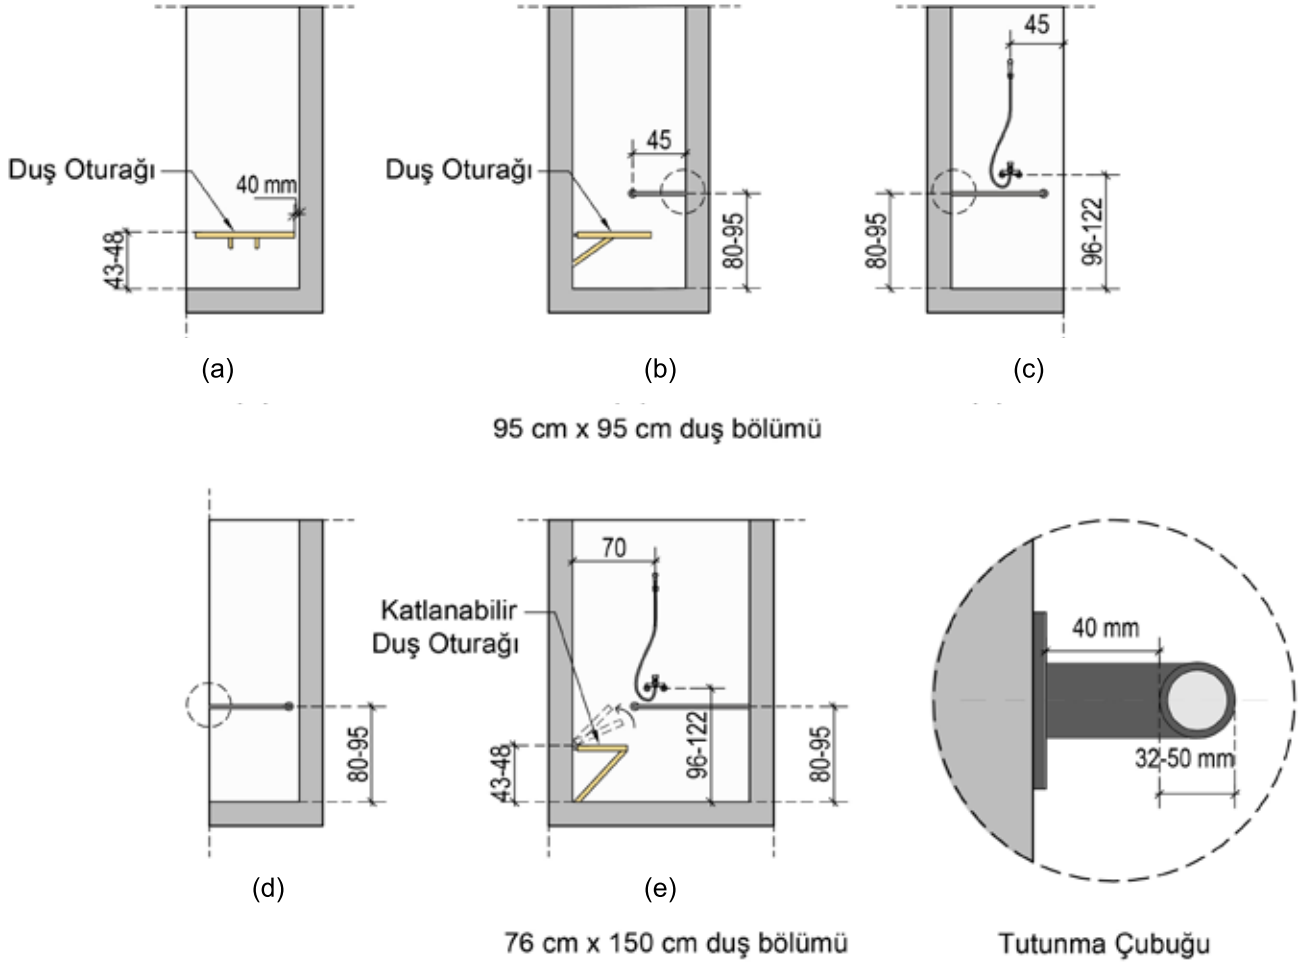 Duş Oturağı
40 mm
43-48
(a)
Duş Oturağı
45
80-95
(b)
45
80-95
96-122
(c)
95 cm x 95 cm duş bölümü
80-95
(d)
70
Katlanabilir
Duş Oturağı
43-48
96-122
80-95
(e)
76 cm x 150 cm duş bölümü
40 mm
32-50 mm
Tutunma Çubuğu